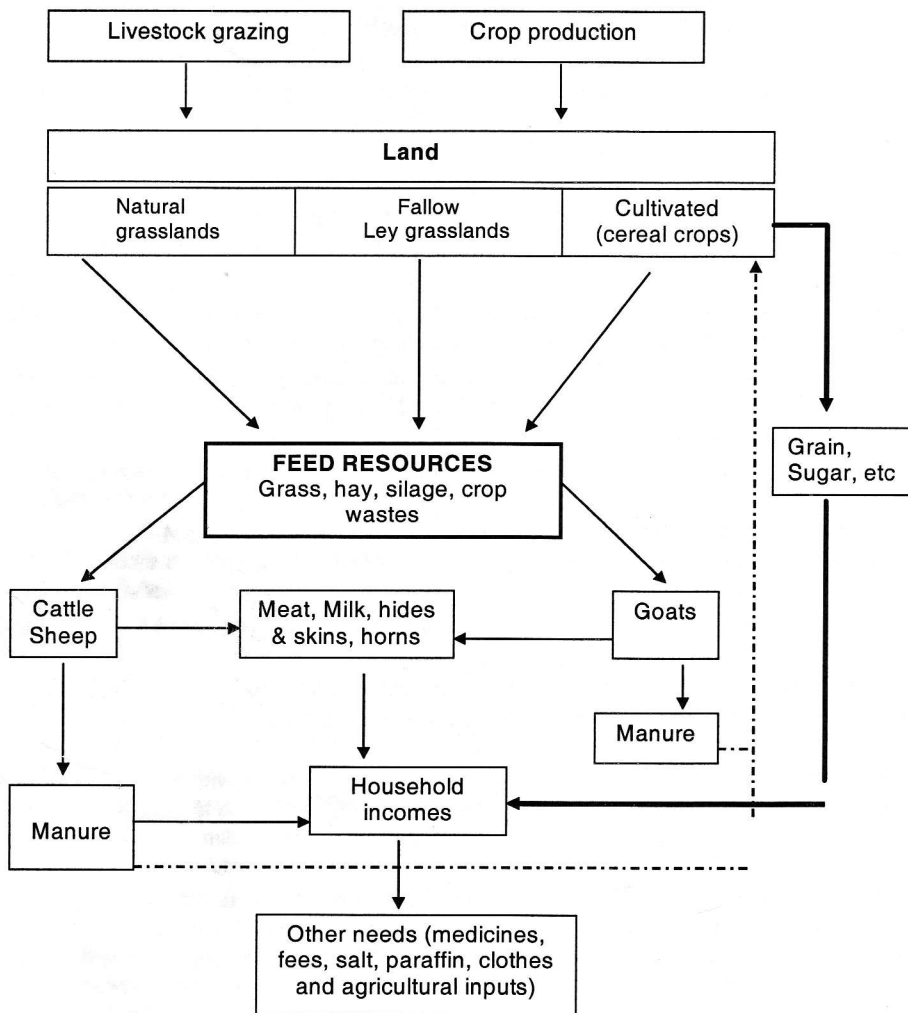 Livestock grazing
Crop production
Land
Natural
grasslands
Fallow
Ley grasslands
Cultivated
(cereal crops)
FEED RESOURCES
Grass, hay, silage, crop
wastes
Grain,
Sugar, etc
Cattle
Sheep
Meat, Milk, hides
& skins, horns
Goats
Manure
Household
incomes
Manure
Other needs (medicines,
fees, salt, paraffin, clothes
and agricultural inputs)